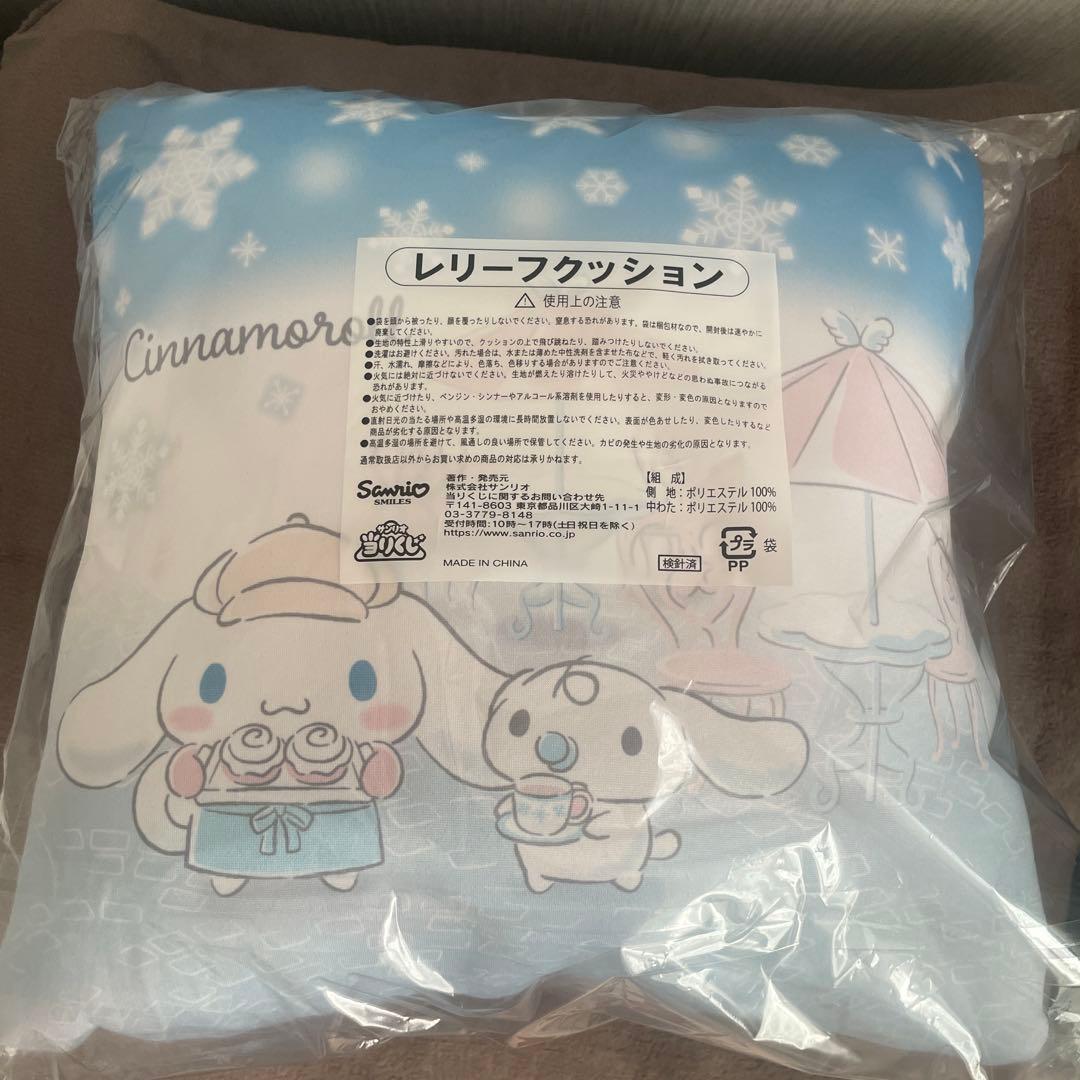 レリーフクッション
Cinnamoroll
⚠ 使用上の注意
●袋を頭から被ったり、顔を覆ったりしないでください。窒息する恐れがあります。袋は梱包材なので、開封後は速やかに
廃棄してください。
●生地の特性上滑りやすいので、クッションの上で飛び跳ねたり、踏みつけたりしないでください。
●洗濯はお避けください。汚れた場合は、水または薄めた中性洗剤を含ませた布などで、軽く汚れを拭き取ってください。
●汗、水濡れ、摩擦などにより、色落ち、色移りする場合がありますのでご注意ください。
●火気には絶対に近づけないでください。生地が燃えたり溶けたりして、火災ややけどなどの思わぬ事故につながる
恐れがあります。
●火気に近づけたり、ベンジン・シンナーやアルコール系溶剤を使用したりすると、変形・変色の原因となりますので
おやめください。
●直射日光の当たる場所や高温多湿の環境に長時間放置しないでください。表面が色あせしたり、変色したりするなど
商品が劣化する原因となります。
●高温多湿の場所を避けて、風通しの良い場所で保管してください。カビの発生や生地の劣化の原因となります。
通常取扱店以外からお買い求めの商品の対応は承りかねます。
Sanrio
SMILES
サンリオ
当りくじ
著作・発売元
株式会社サンリオ
当りくじに関するお問い合わせ先
〒141-8603 東京都品川区大崎1-11-1
03-3779-8148
受付時間:10時~17時(土日祝日を除く)
https://www.sanrio.co.jp
MADE IN CHINA
【組 成】
側 地:ポリエステル 100%
中わた:ポリエステル 100%
検針済
プラ 袋
PP